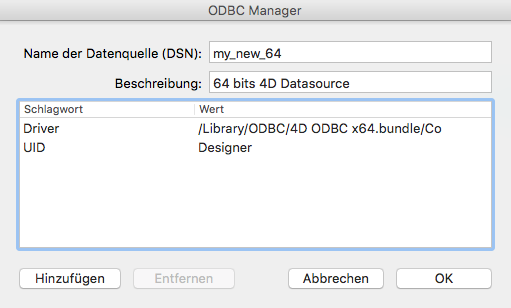 ODBC Manager
Name der Datenquelle (DSN): my_new_64
Beschreibung: 64 bits 4D Datasource
Schlagwort Wert
Driver /Library/ODBC/4D ODBC x64.bundle/Co
UID Designer
Hinzufügen Entfernen Abbrechen OK